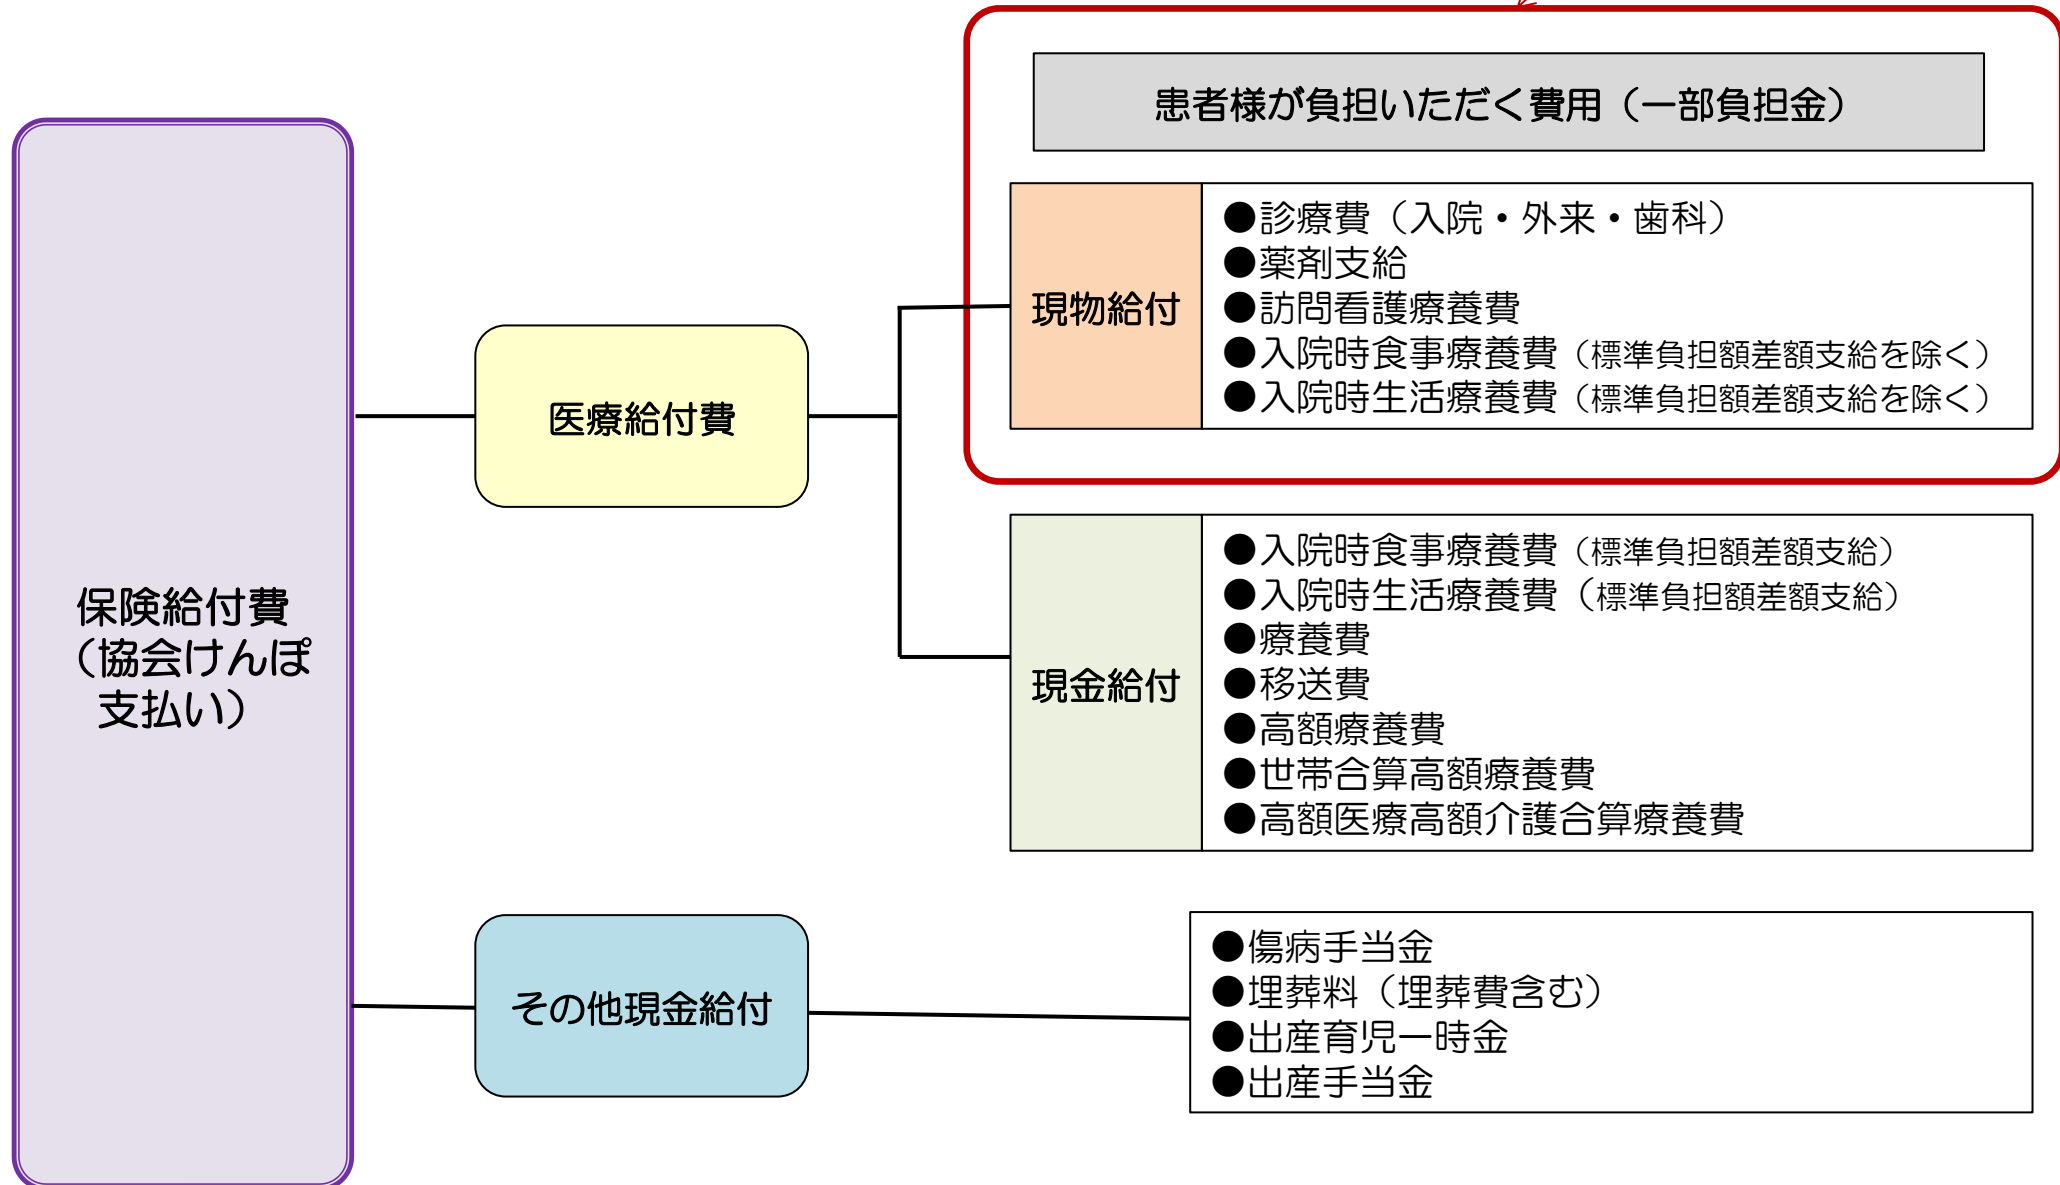 患者様が負担いただく費用（一部負担金）
保険給付費
（協会けんぽ
支払い）
医療給付費
現物給付
●診療費（入院・外来・歯科）
●薬剤支給
●訪問看護療養費
●入院時食事療養費（標準負担額差額支給を除く）
●入院時生活療養費（標準負担額差額支給を除く）
現金給付
●入院時食事療養費（標準負担額差額支給）
●入院時生活療養費（標準負担額差額支給）
●療養費
●移送費
●高額療養費
●世帯合算高額療養費
●高額医療高額介護合算療養費
その他現金給付
●傷病手当金
●埋葬料（埋葬費含む）
●出産育児一時金
●出産手当金